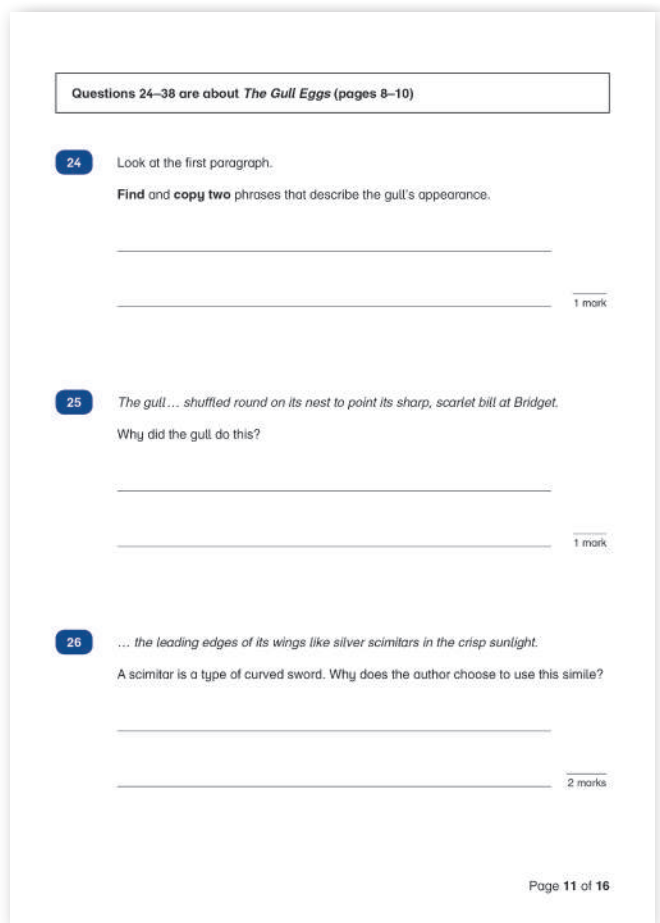 Questions 24–38 are about The Gull Eggs (pages 8–10)
24
Look at the first paragraph.
Find and copy two phrases that describe the gull's appearance.
1 mark
25
The gull... shuffled round on its nest to point its sharp, scarlet bill at Bridget.
Why did the gull do this?
1 mark
26
... the leading edges of its wings like silver scimitars in the crisp sunlight.
A scimitar is a type of curved sword. Why does the author choose to use this simile?
2 marks
Page 11 of 16